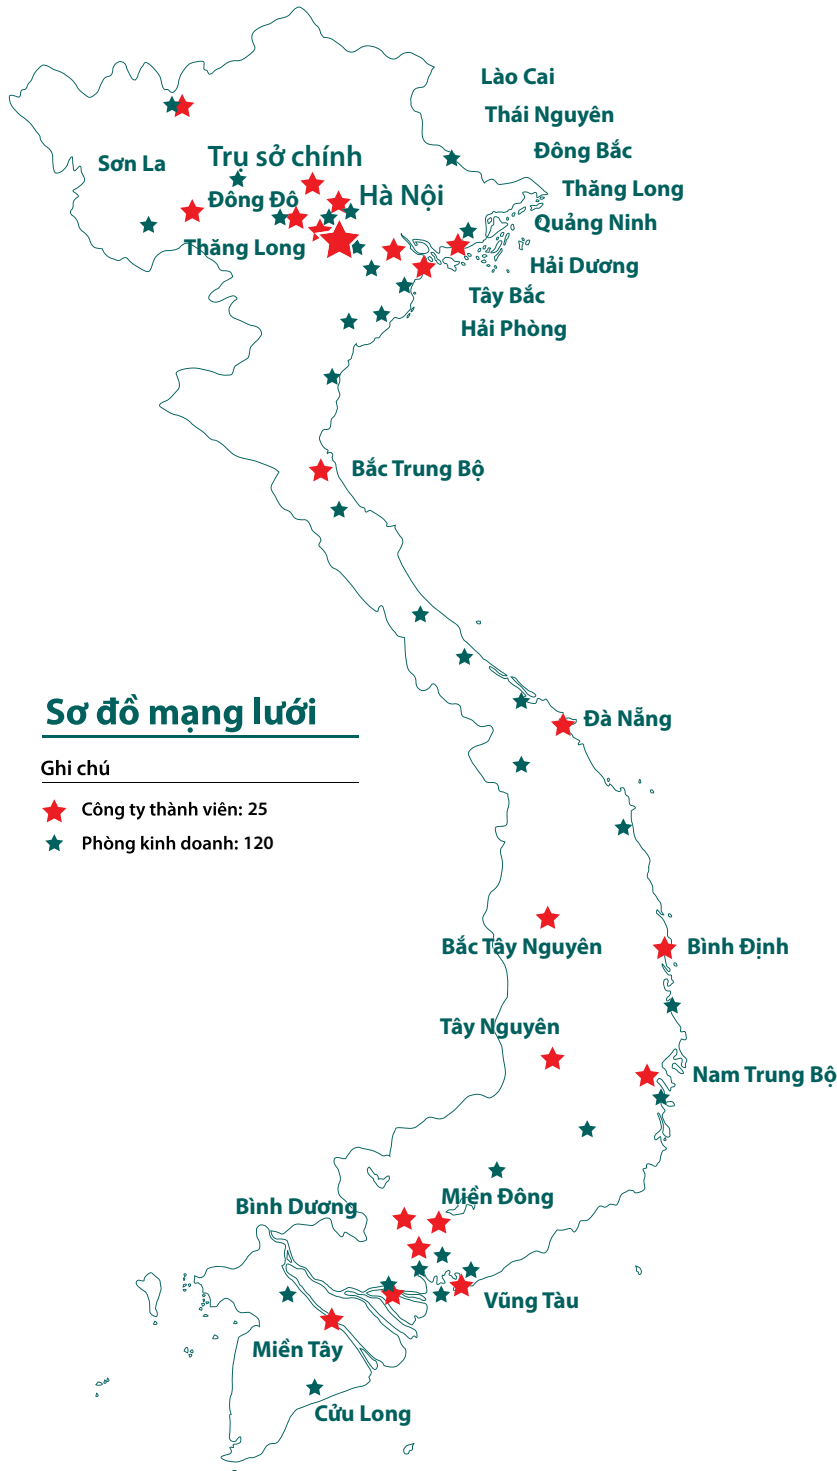 Lào Cai
Thái Nguyên
Đông Bắc
Sơn La
Trụ sở chính
Thăng Long
Đông Đô
Hà Nội
Quảng Ninh
Thăng Long
Hải Dương
Tây Bắc
Hải Phòng
Bắc Trung Bộ
Sơ đồ mạng lưới
Đà Nẵng
Ghi chú
Công ty thành viên: 25
Phòng kinh doanh: 120
Bắc Tây Nguyên
Bình Định
Tây Nguyên
Nam Trung Bộ
Miền Đông
Bình Dương
Vũng Tàu
Miền Tây
Cửu Long